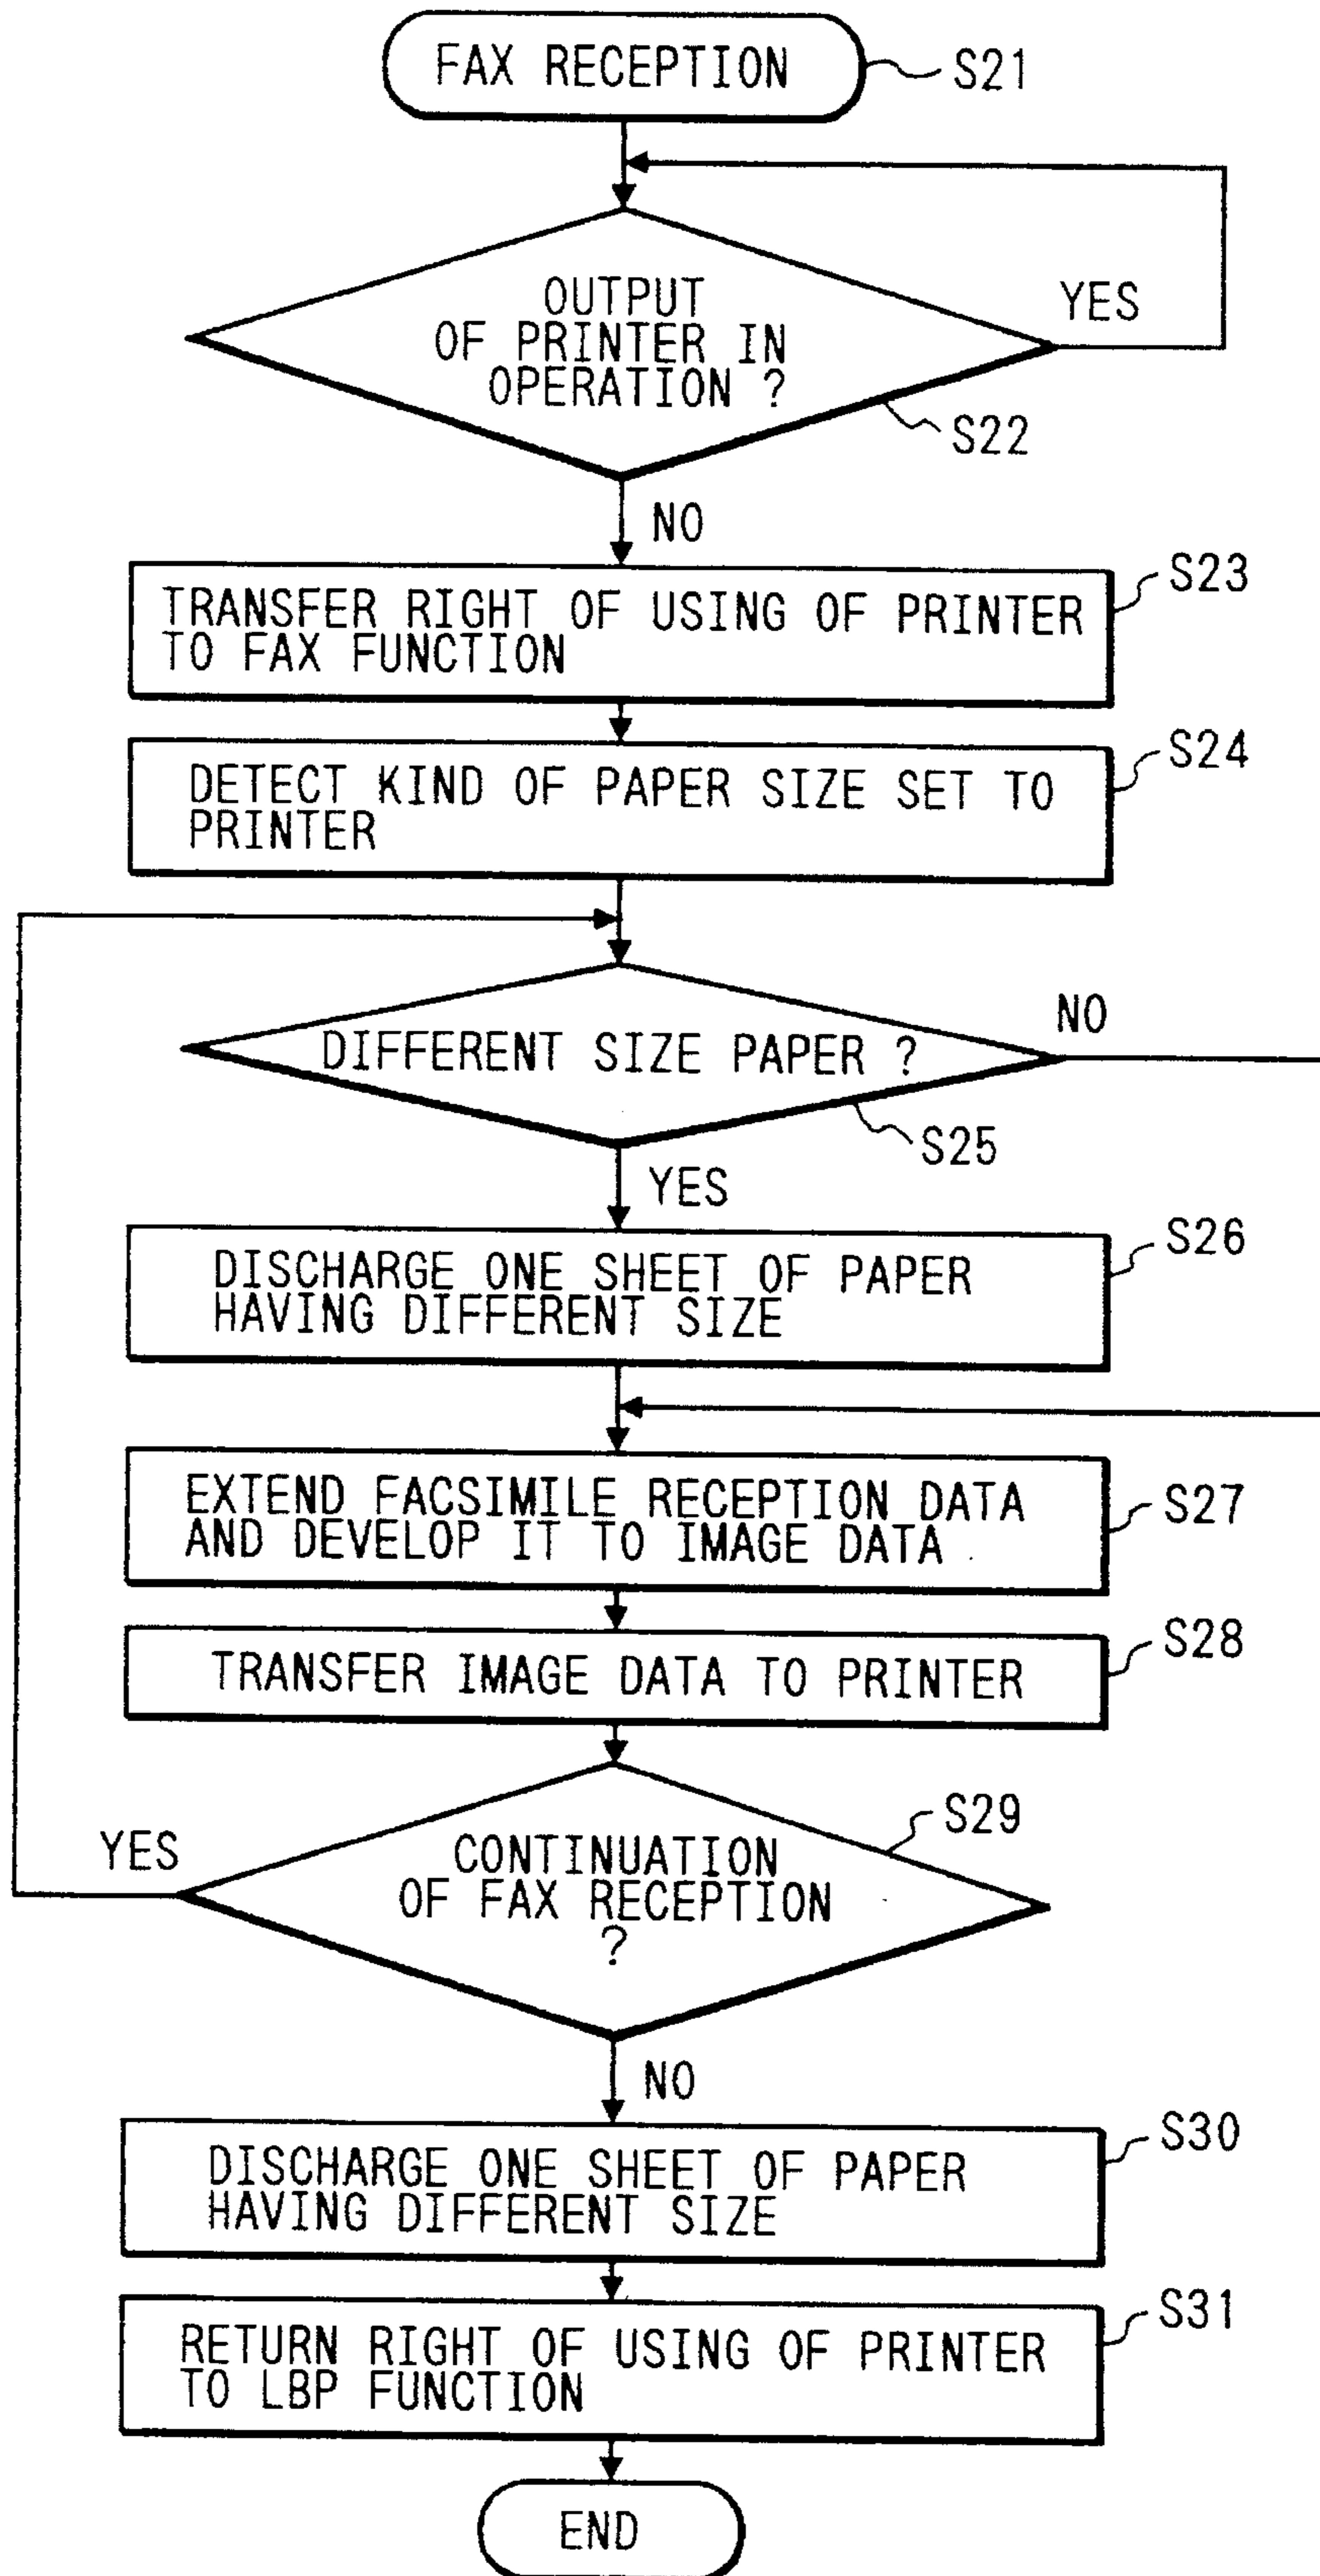 FAX RECEPTION
S21
OUTPUT
OF PRINTER IN
OPERATION ?
YES
S22
NO
S23
TRANSFER RIGHT OF USING OF PRINTER
TO FAX FUNCTION
S24
DETECT KIND OF PAPER SIZE SET TO
PRINTER
NO
DIFFERENT SIZE PAPER ?
S25
YES
S26
DISCHARGE ONE SHEET OF PAPER
HAVING DIFFERENT SIZE
EXTEND FACSIMILE RECEPTION DATA
AND DEVELOP IT TO IMAGE DATA
S27
S28
TRANSFER IMAGE DATA TO PRINTER
S29
YES
CONTINUATION
OF FAX RECEPTION
?
NO
S30
DISCHARGE ONE SHEET OF PAPER
HAVING DIFFERENT SIZE
S31
RETURN RIGHT OF USING OF PRINTER
TO LBP FUNCTION
END